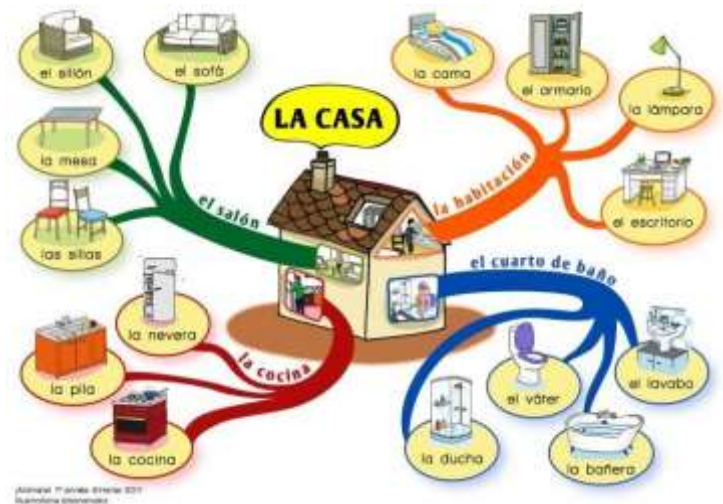 LA CASA
el sillón
el sofá
la mesa
las sillas
el salón
la cama
el armario
la lámpara
el escritorio
la habitación
el cuarto de baño
el lavabo
el váter
la bañera
la ducha
la nevera
la pila
la cocina
la cocina